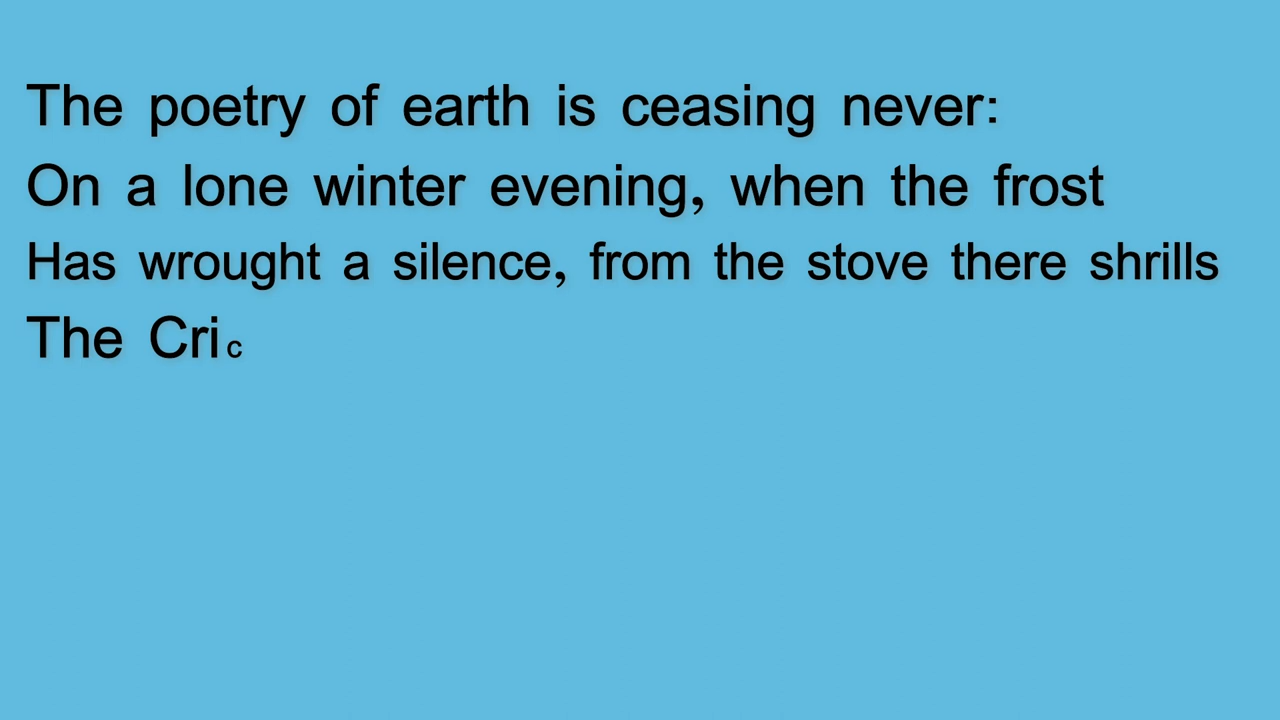 The poetry of earth is ceasing never:
On a lone winter evening, when the frost
Has wrought a silence, from the stove there shrills
The Cric